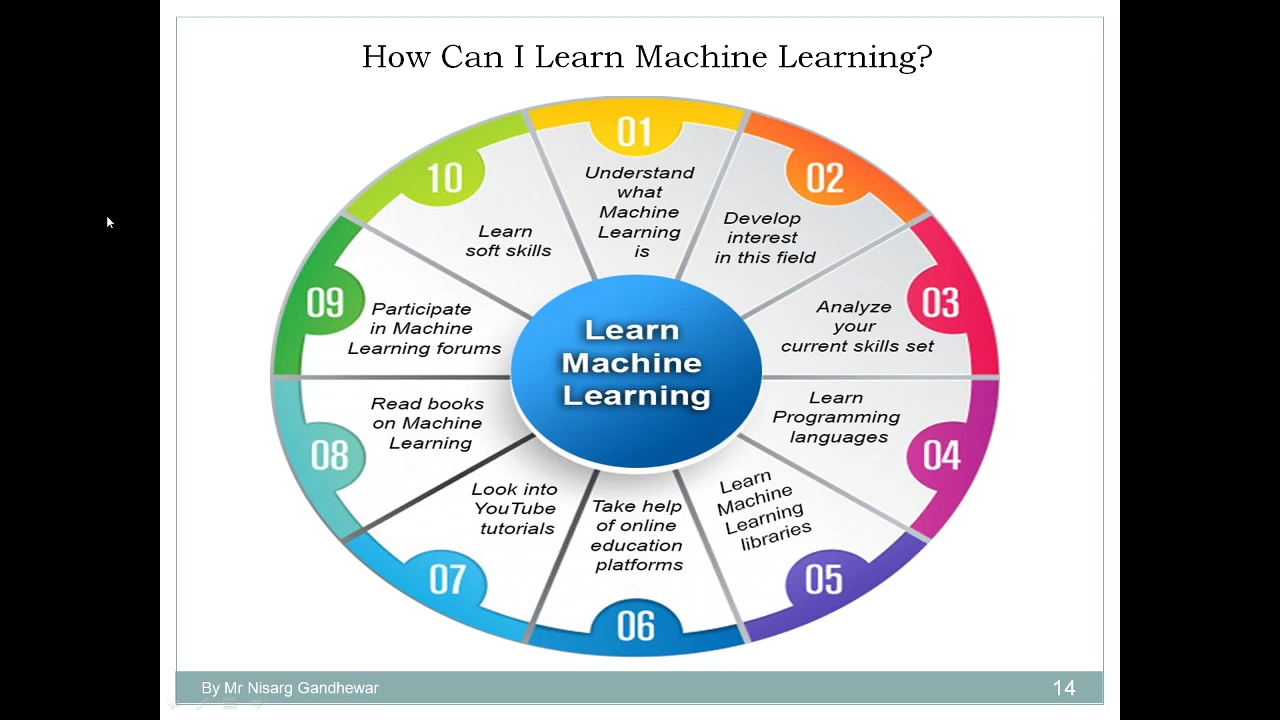 How Can I Learn Machine Learning?
01
Understand
what
Machine
Learning
is
02
Develop
interest
in this field
03
Analyze
your
current skills set
04
Learn
Programming
languages
05
Learn
Machine
Learning
libraries
06
Take help
of online
education
platforms
07
Look into
YouTube
tutorials
08
Read books
on Machine
Learning
09
Participate
in Machine
Learning forums
10
Learn
soft skills
Learn
Machine
Learning
By Mr Nisarg Gandhewar
14